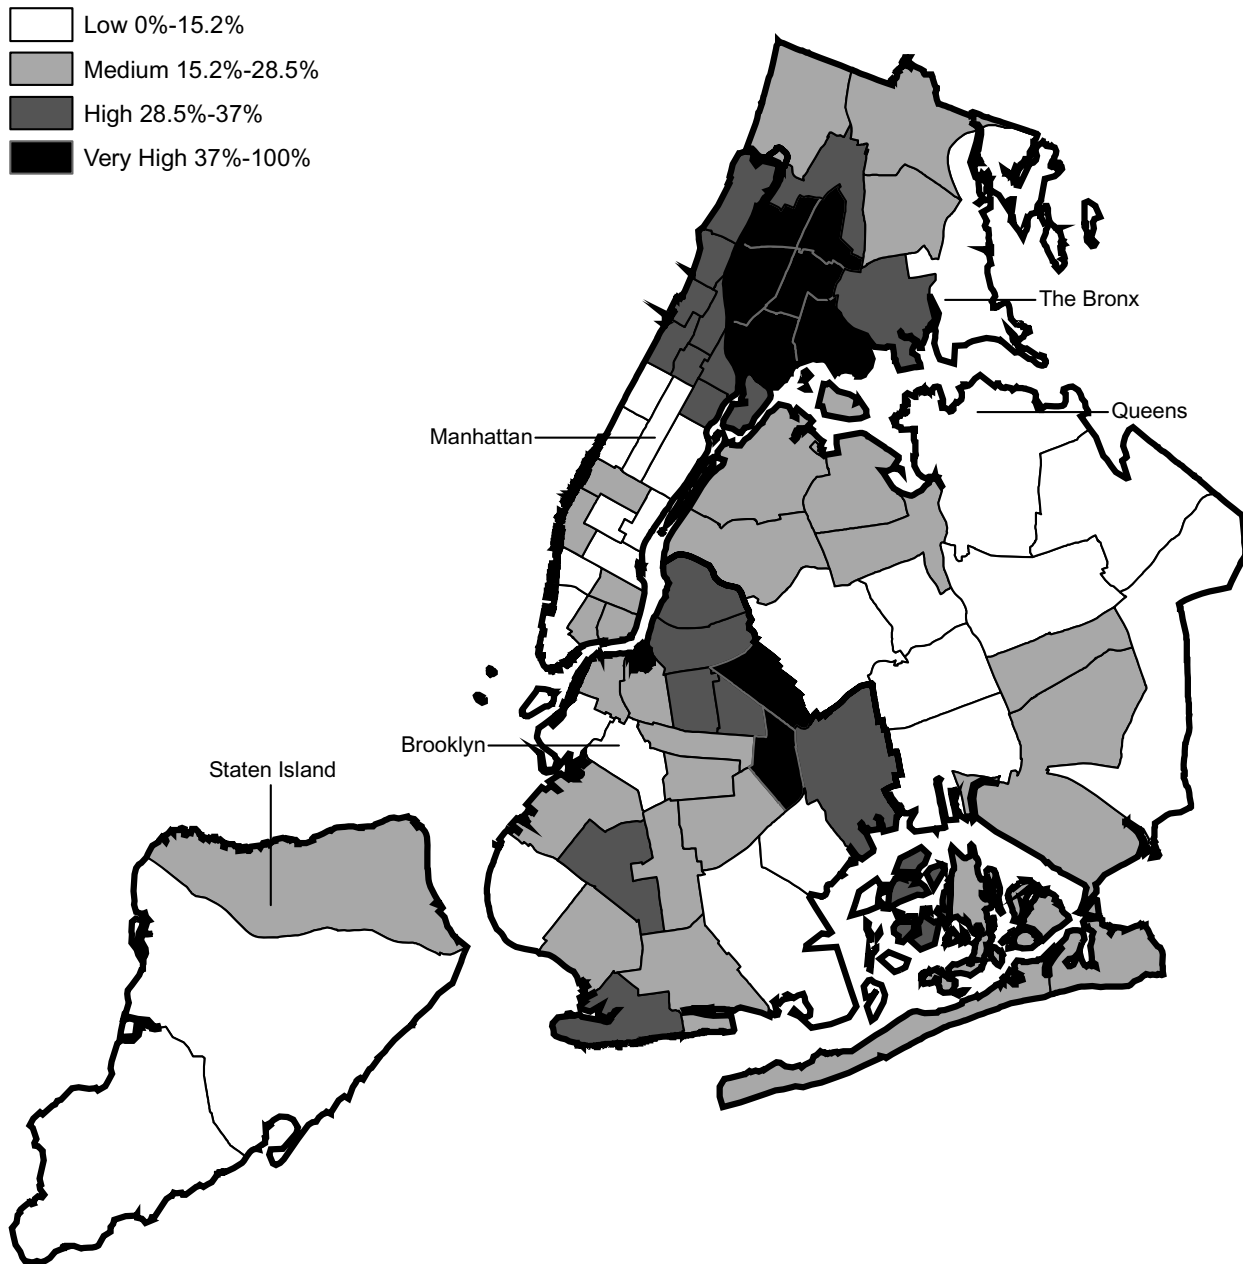 Low 0%-15.2%
Medium 15.2%-28.5%
High 28.5%-37%
Very High 37%-100%
The Bronx
Queens
Manhattan
Brooklyn
Staten Island